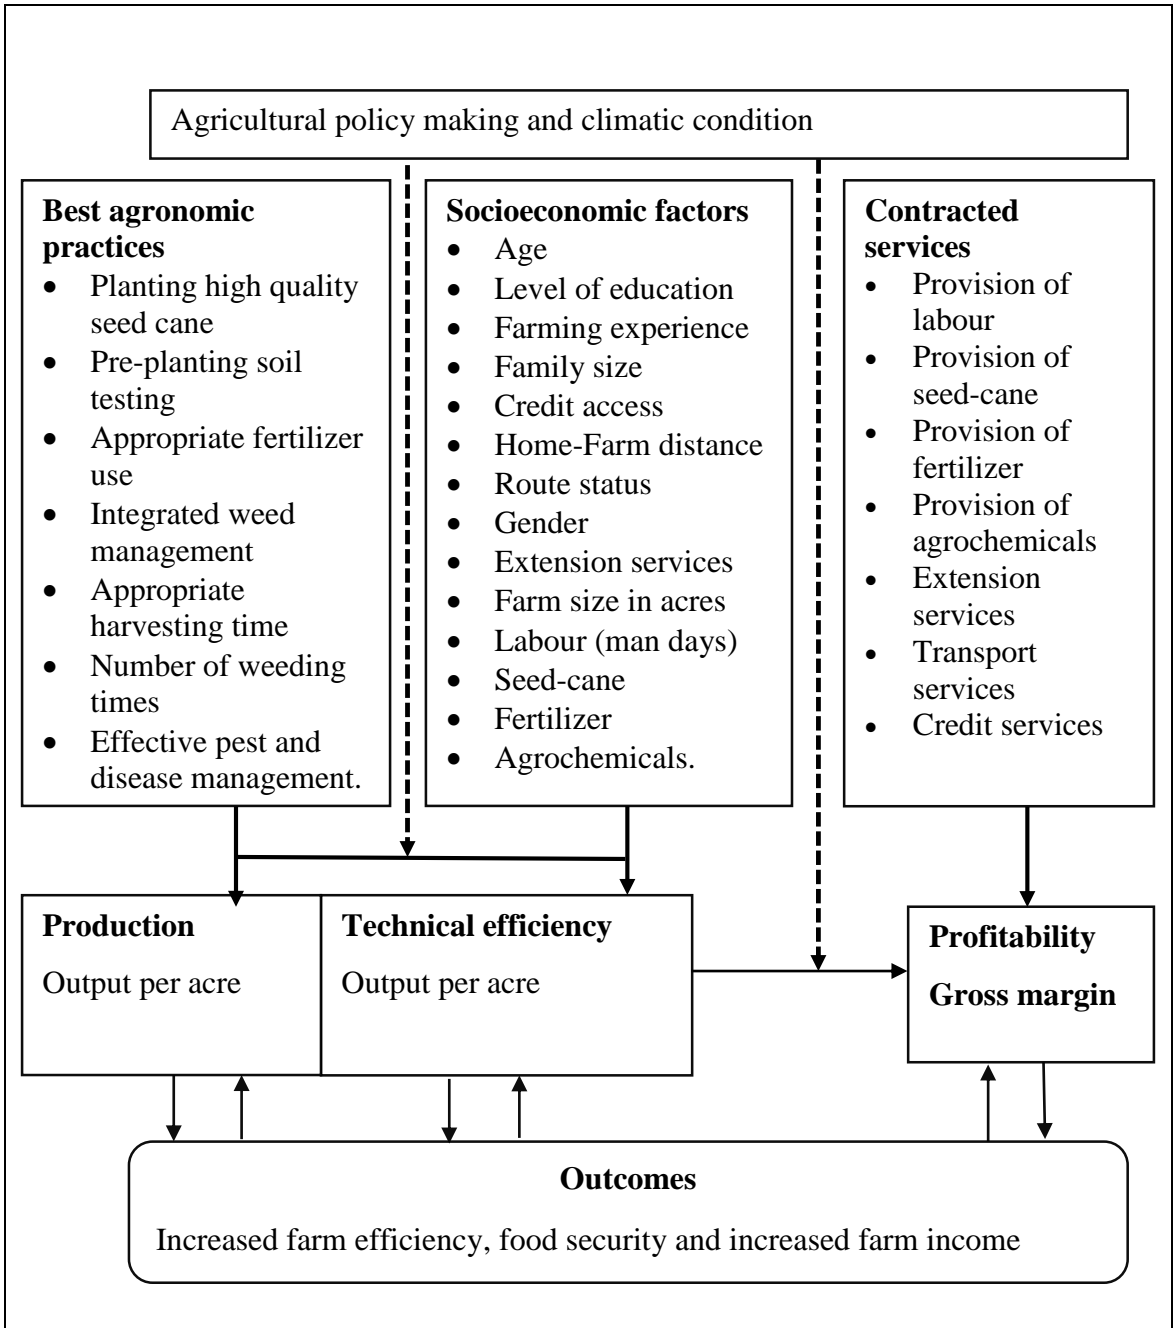 Agricultural policy making and climatic condition
Best agronomic
practices
• Planting high quality
seed cane
• Pre-planting soil
testing
• Appropriate fertilizer
use
• Integrated weed
management
• Appropriate
harvesting time
• Number of weeding
times
• Effective pest and
disease management.
Socioeconomic factors
• Age
• Level of education
• Farming experience
• Family size
• Credit access
• Home-Farm distance
• Route status
• Gender
• Extension services
• Farm size in acres
• Labour (man days)
• Seed-cane
• Fertilizer
• Agrochemicals.
Contracted
services
• Provision of
labour
• Provision of
seed-cane
• Provision of
fertilizer
• Provision of
agrochemicals
• Extension
services
• Transport
services
• Credit services
Production
Output per acre
Technical efficiency
Output per acre
Profitability
Gross margin
Outcomes
Increased farm efficiency, food security and increased farm income